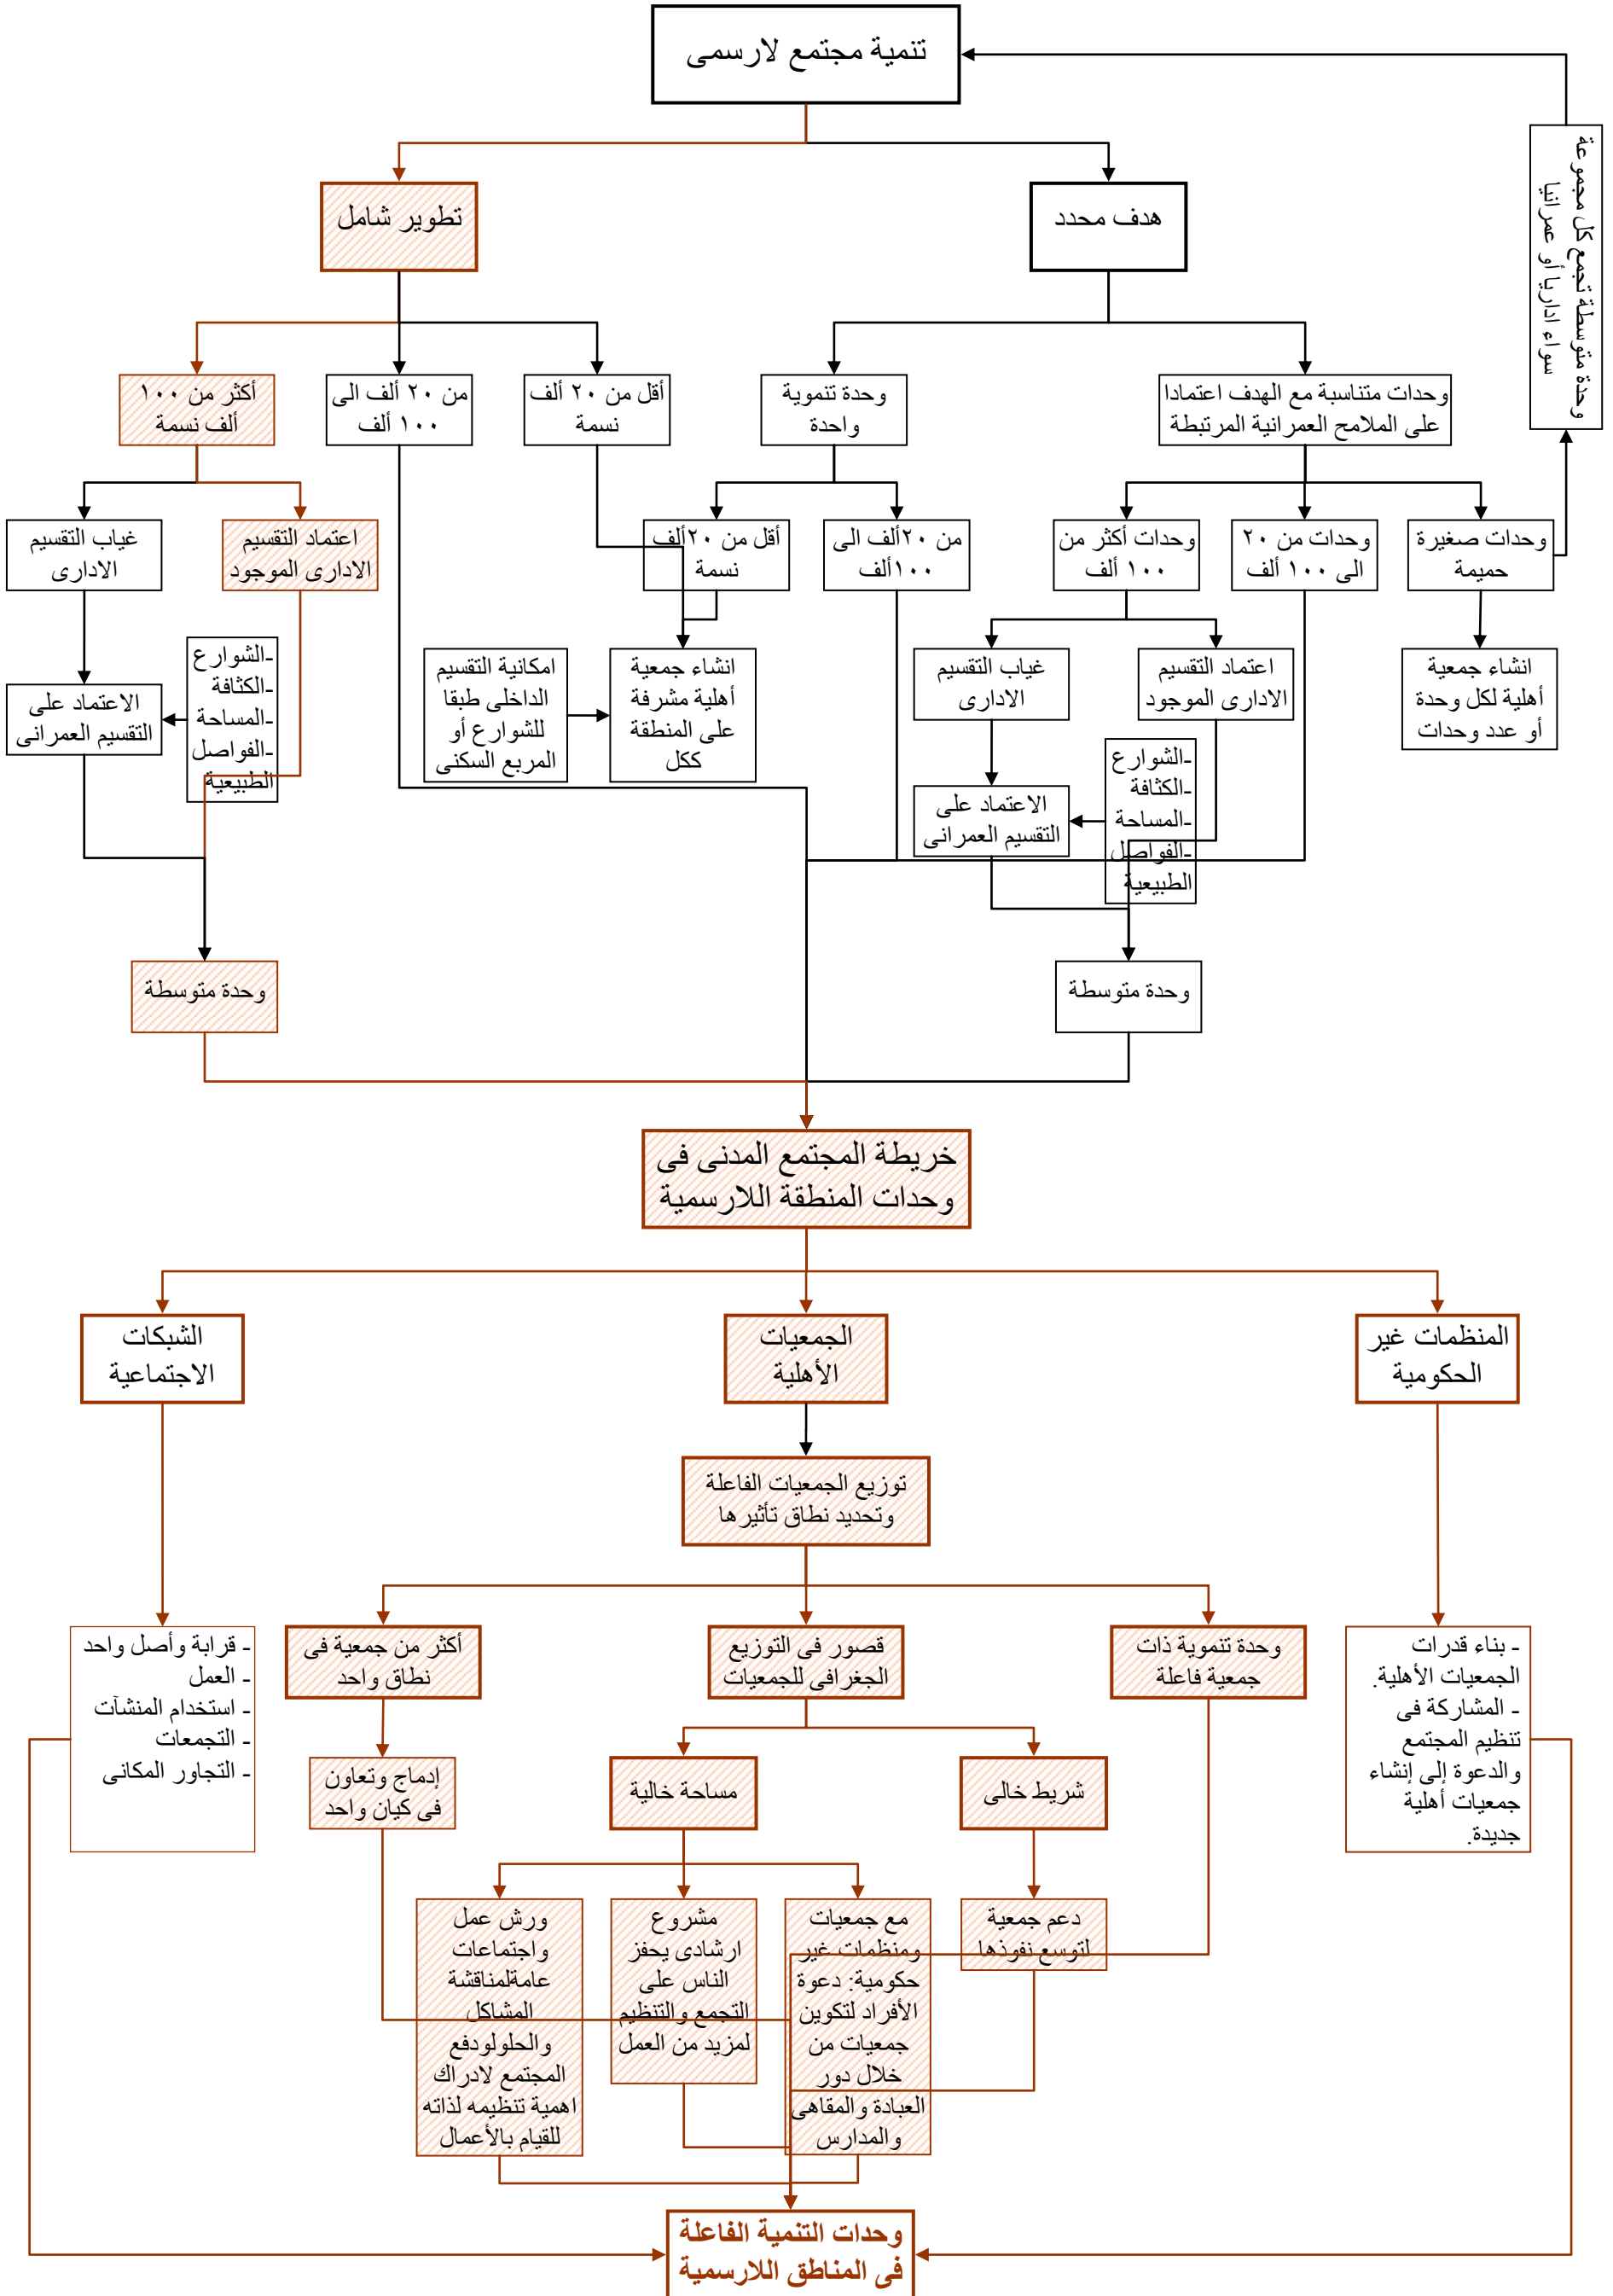 تنمية مجتمع لارسمى
وحدة متوسطة تجمع كل مجموعة
سواء اداريا أو عمرانيا
هدف محدد
تطوير شامل
وحدات متناسبة مع الهدف اعتمادا
على الملامح العمرانية المرتبطة
وحدة تنموية
واحدة
أقل من ٢٠ ألف
نسمة
من ٢٠ ألف الى
١٠٠ ألف
أكثر من ١٠٠
ألف نسمة
وحدات صغيرة
حميمة
وحدات من ٢٠
الى ١٠٠ ألف
وحدات أكثر من
١٠٠ ألف
من ٢٠ألف الى
١٠٠ألف
أقل من ٢٠ألف
نسمة
اعتماد التقسيم
الادارى الموجود
غياب التقسيم
الادارى
انشاء جمعية
أهلية لكل وحدة
أو عدد وحدات
اعتماد التقسيم
الادارى الموجود
غياب التقسيم
الادارى
انشاء جمعية
أهلية مشرفة
على المنطقة
ككل
امكانية التقسيم
الداخلى طبقا
للشوارع أو
المربع السكنى
-الشوارع
-الكثافة
-المساحة
-الفواصل
الطبيعية
الاعتماد على
التقسيم العمرانى
-الشوارع
-الكثافة
-المساحة
-الفواصل
الطبيعية
الاعتماد على
التقسيم العمرانى
وحدة متوسطة
وحدة متوسطة
خريطة المجتمع المدنى فى
وحدات المنطقة اللارسمية
المنظمات غير
الحكومية
الجمعيات
الأهلية
الشبكات
الاجتماعية
توزيع الجمعيات الفاعلة
وتحديد نطاق تأثيرها
- بناء قدرات
الجمعيات الأهلية.
- المشاركة فى
تنظيم المجتمع
والدعوة إلى إنشاء
جمعيات أهلية
جديدة.
وحدة تنموية ذات
جمعية فاعلة
قصور فى التوزيع
الجغرافى للجمعيات
أكثر من جمعية فى
نطاق واحد
- قرابة وأصل واحد
- العمل
- استخدام المنشآت
- التجمعات
- التجاور المكانى
شريط خالى
مساحة خالية
إدماج وتعاون
فى كيان واحد
دعم جمعية
لتوسع نفوذها
مع جمعيات
ومنظمات غير
حكومية: دعوة
الأفراد لتكوين
جمعيات من
خلال دور
العبادة والمقاهى
والمدارس
مشروع
ارشادى يحفز
الناس على
التجمع والتنظيم
لمزيد من العمل
ورش عمل
واجتماعات
عامةلمناقشة
المشاكل
والحلولودفع
المجتمع لادراك
اهمية تنظيمه لذاته
للقيام بالأعمال
وحدات التنمية الفاعلة
فى المناطق اللارسمية